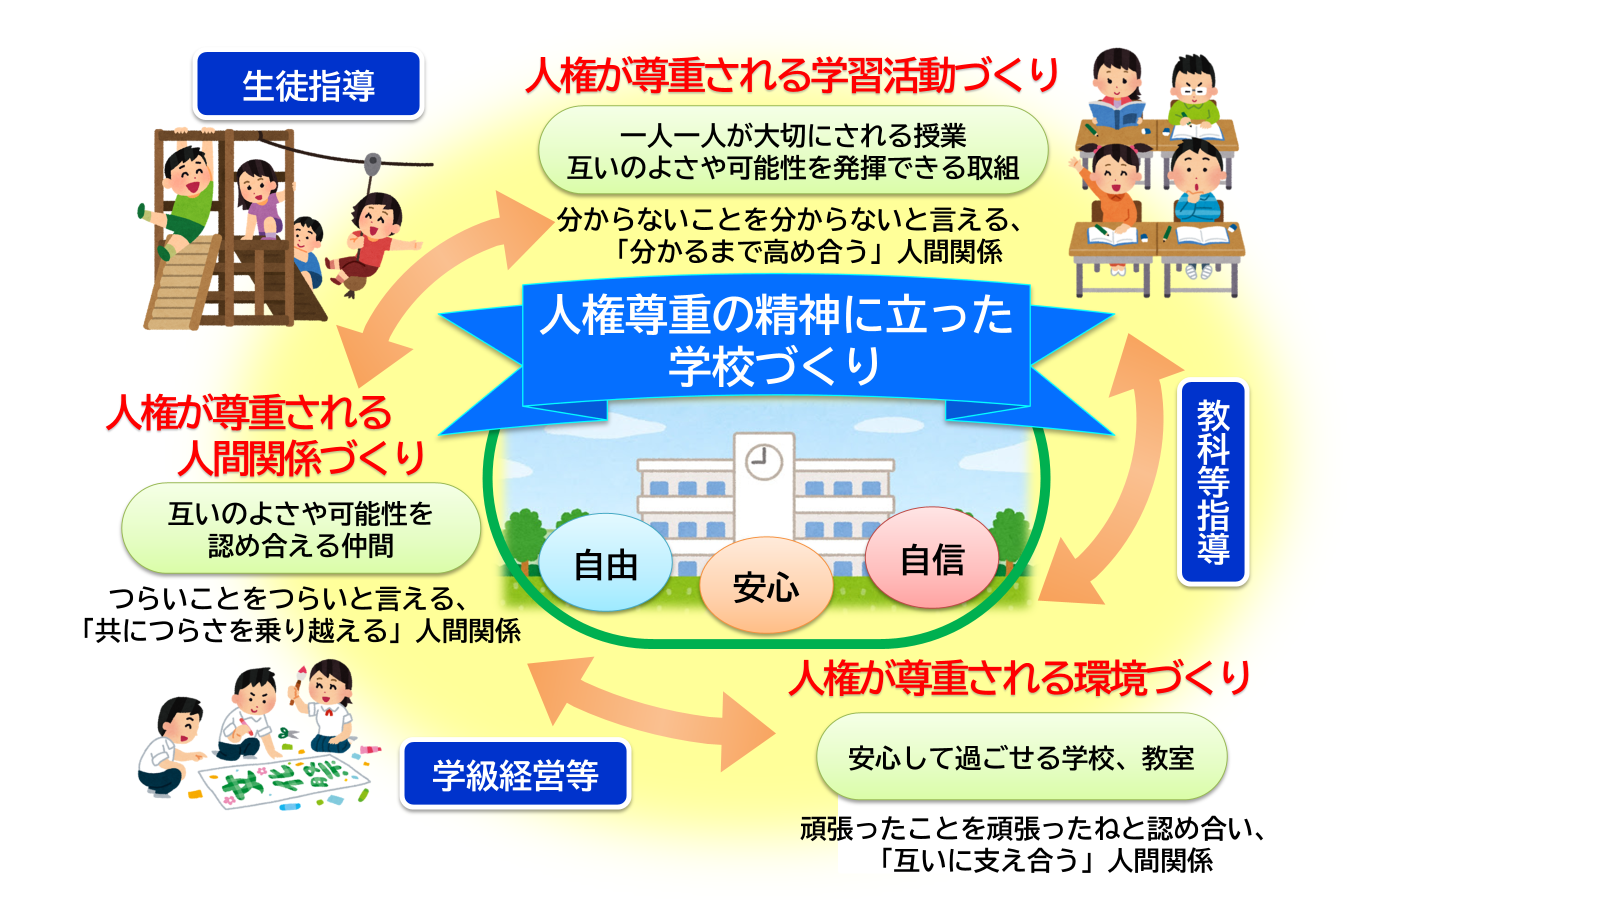 生徒指導
人権が尊重される学習活動づくり
一人一人が大切にされる授業
互いのよさや可能性を発揮できる取組
分からないことを分からないと言える、
「分かるまで高め合う」人間関係
人権尊重の精神に立った
学校づくり
人権が尊重される
人間関係づくり
互いのよさや可能性を
認め合える仲間
つらいことをつらいと言える、
「共につらさを乗り越える」人間関係
自由
安心
自信
教科等指導
人権が尊重される環境づくり
安心して過ごせる学校、教室
頑張ったことを頑張ったねと認め合い、
「互いに支え合う」人間関係
学級経営等